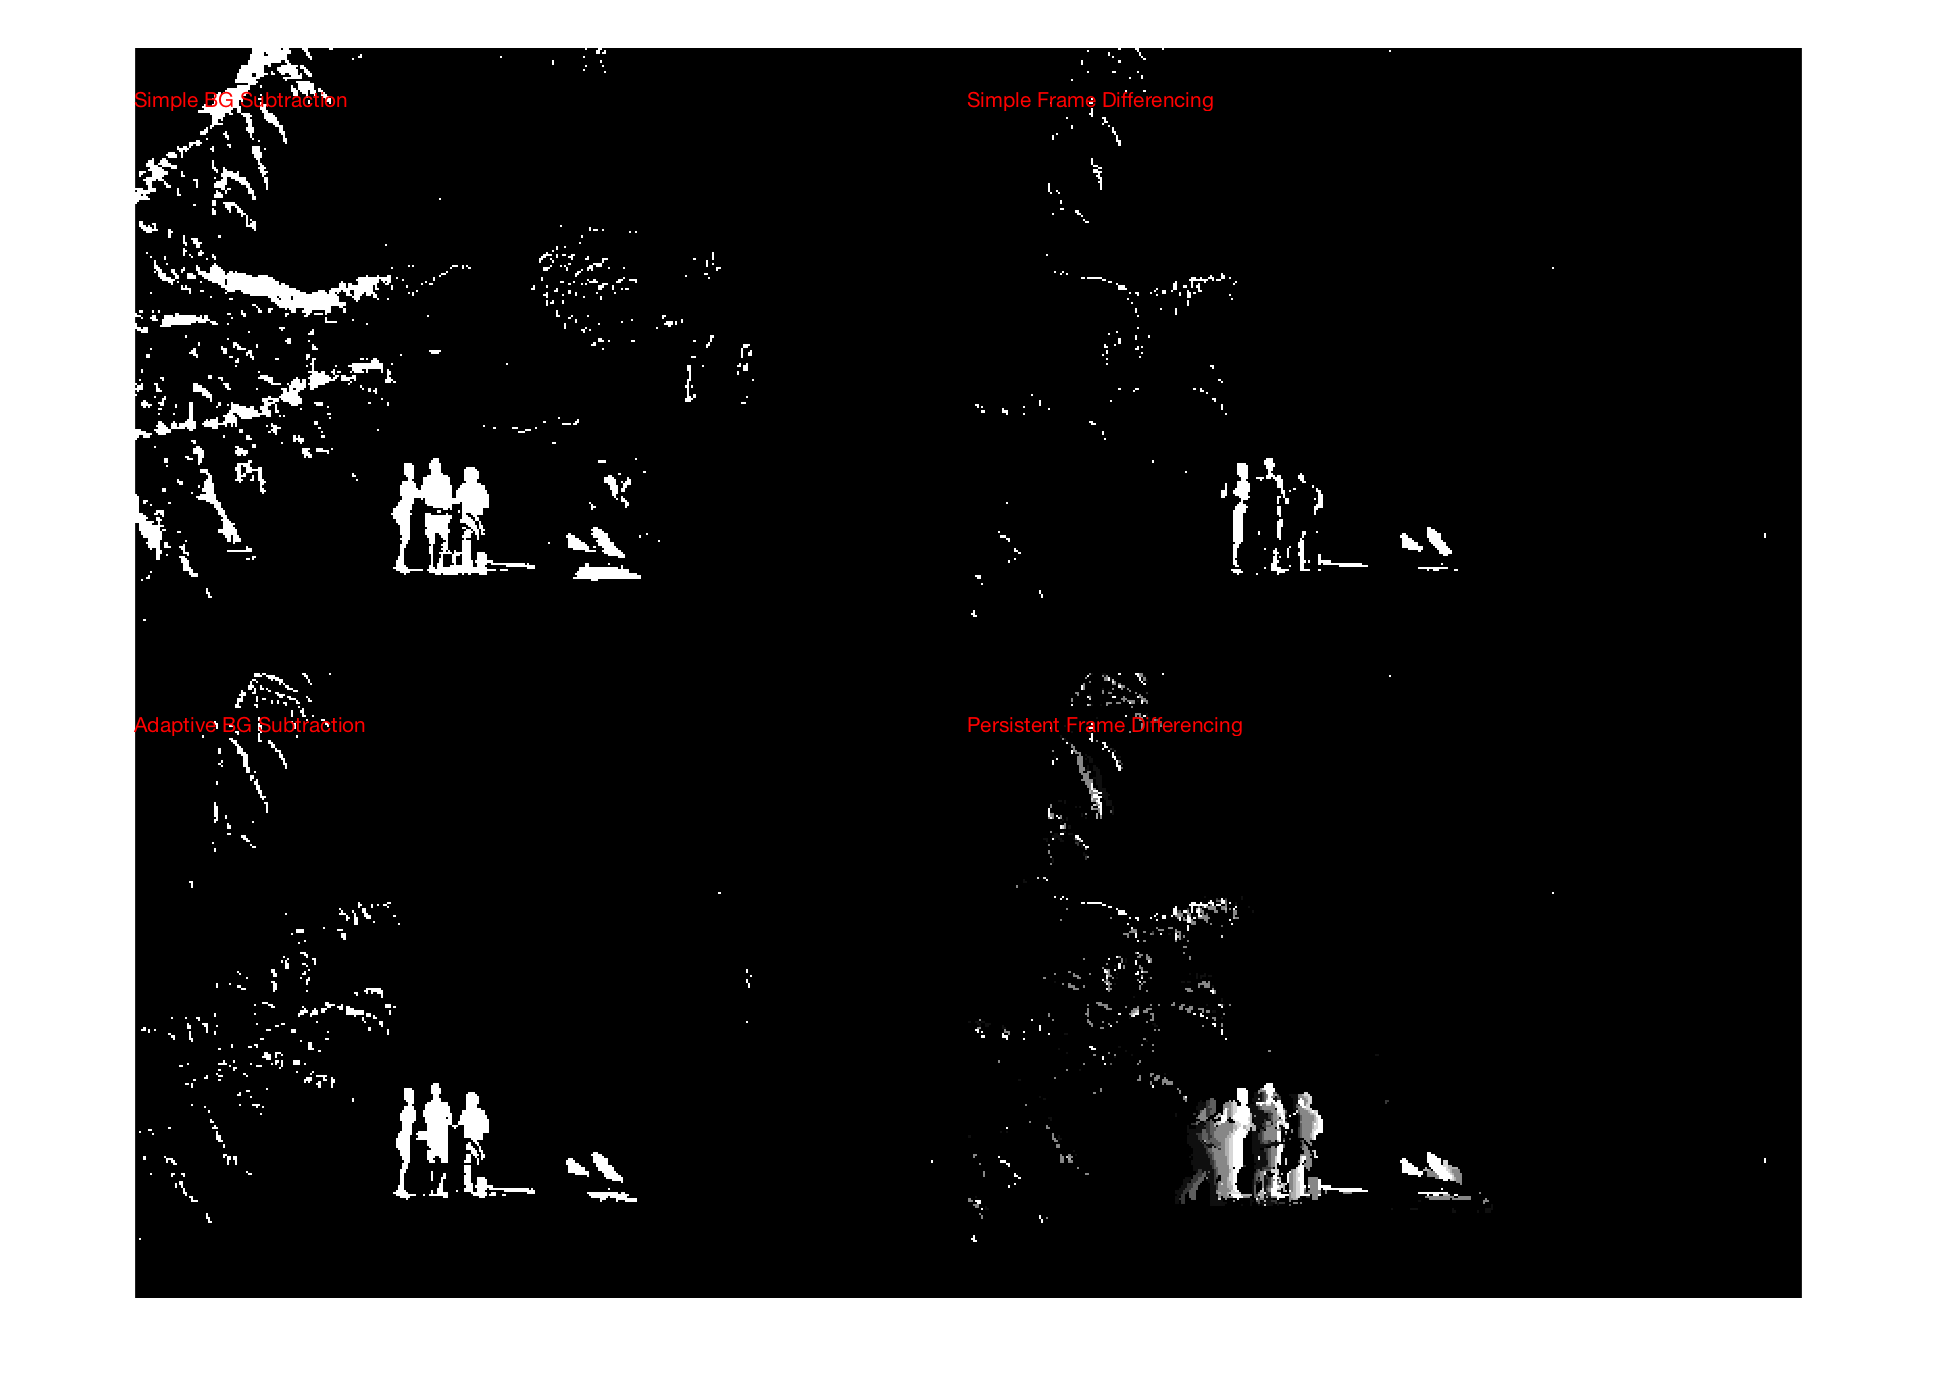 Simple BG Subtraction
Simple Frame Differencing
Adaptive BG Subtraction
Persistent Frame Differencing